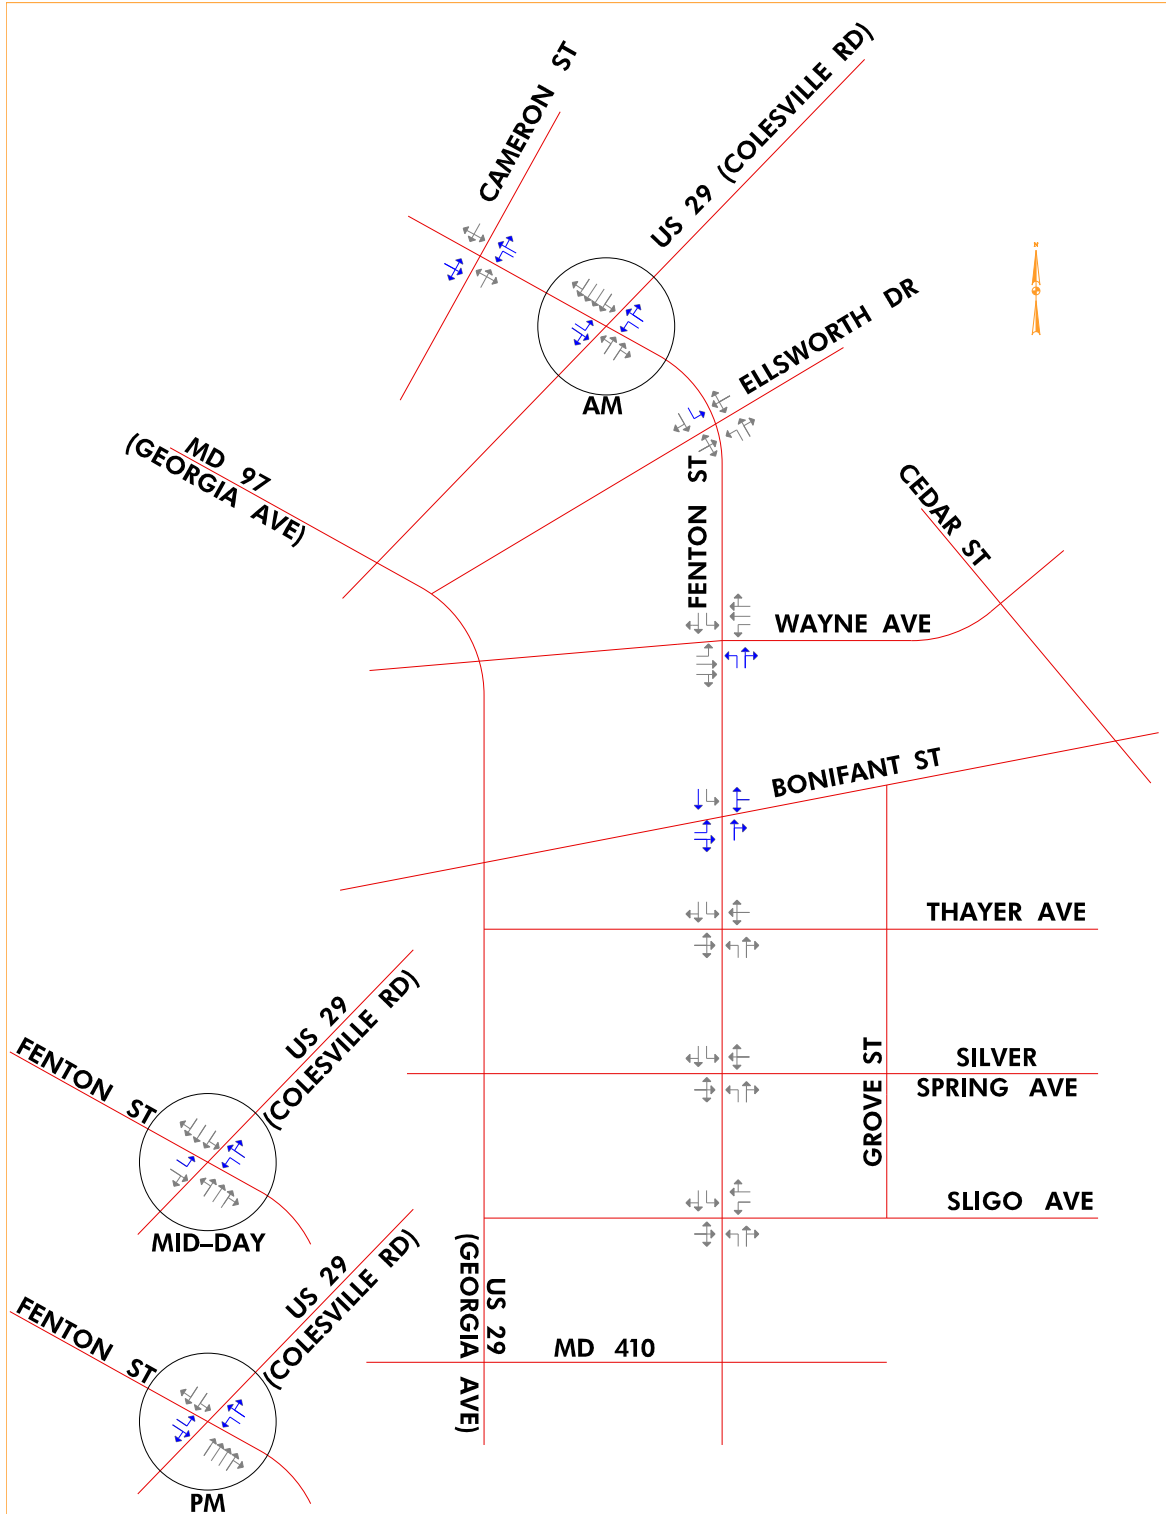 CAMERON ST
US 29 (COLESVILLE RD)
N
ELLSWORTH DR
AM
MD 97
(GEORGIA AVE)
FENTON ST
CEDAR ST
WAYNE AVE
BONIFANT ST
THAYER AVE
US 29
(COLESVILLE RD)
FENTON ST
MID–DAY
GROVE ST
SILVER
SPRING AVE
SLIGO AVE
US 29
(GEORGIA AVE)
MD 410
US 29
(COLESVILLE RD)
FENTON ST
PM